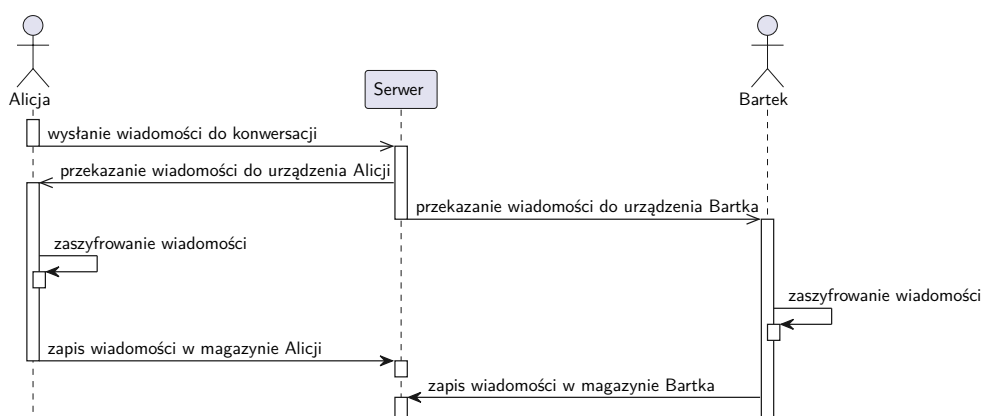 Alicja
Serwer
Bartek
wysłanie wiadomości do konwersacji
przekazanie wiadomości do urządzenia Alicji
przekazanie wiadomości do urządzenia Bartka
zaszyfrowanie wiadomości
zaszyfrowanie wiadomości
zapis wiadomości w magazynie Alicji
zapis wiadomości w magazynie Bartka